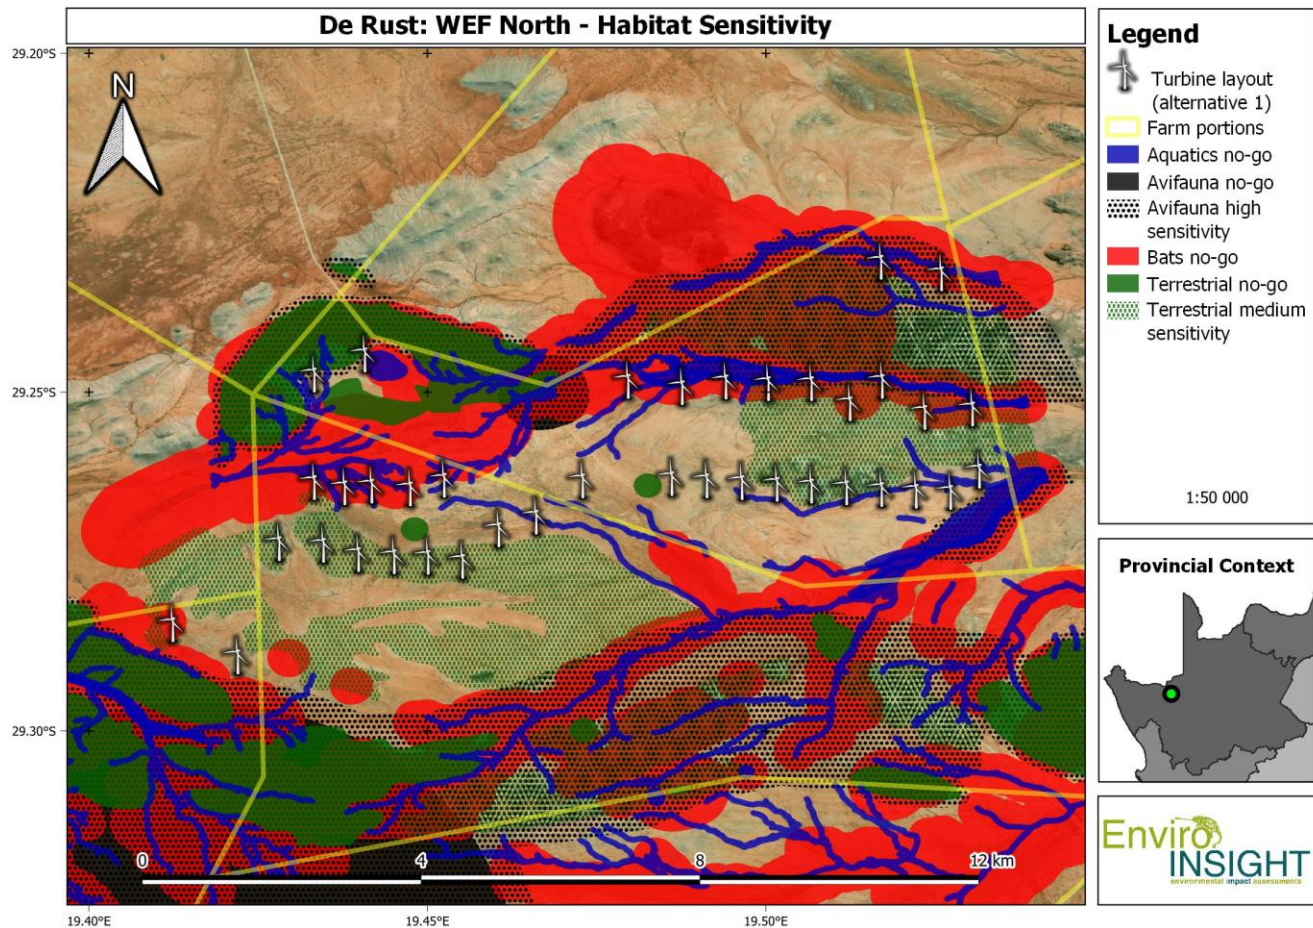 De Rust: WEF North - Habitat Sensitivity
29.20°S
29.25°S
29.30°S
N
0
4
8
12 km
19.40°E
19.45°E
19.50°E
Legend
Turbine layout
(alternative 1)
Farm portions
Aquatics no-go
Avifauna no-go
Avifauna high
sensitivity
Bats no-go
Terrestrial no-go
Terrestrial medium
sensitivity
1:50 000
Provincial Context
Enviro
INSIGHT
environmental impact assessments